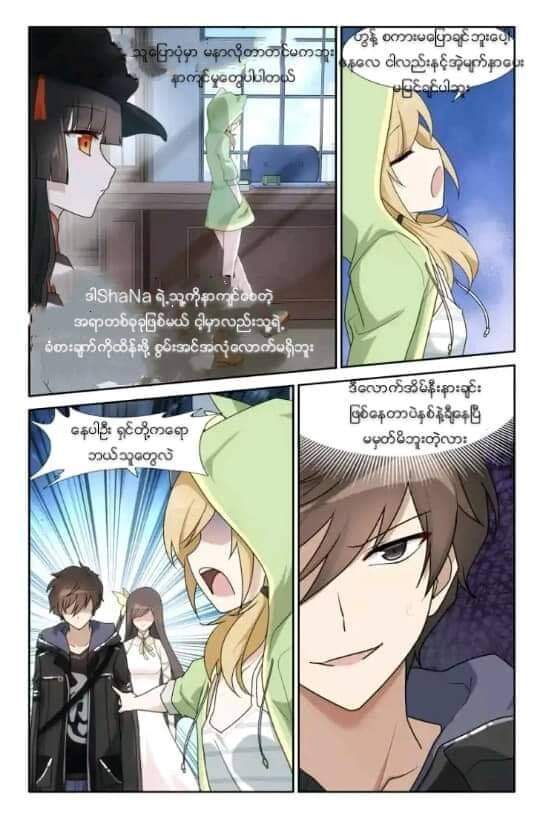 သူပြောပုံမှာ မနာလိုတာတင်မကဘူး
နာကျင်မှုတွေပါပါတယ်
ဟွန့် စကားမပြောချင်ဘူးပေါ့
နေလေ ငါလည်းနင့်အဲ့မျက်နှာပေး
မမြင်ချင်ပါဘူး
ဒါShaNa ရဲ့သူ့ကိုနာကျင်စေတဲ့
အရာတစ်ခုခုဖြစ်မယ် ငါ့မှာလည်းသူ့ရဲ့
ခံစားချက်ကိုထိန်းဖို့ စွမ်းအင်အလုံလောက်မရှိဘူး
နေပါဦး ရှင်တို့ကရော
ဘယ်သူတွေလဲ
ဒီလောက်အိမ်နီးနားချင်း
ဖြစ်နေတာပဲနှစ်နဲ့ချီနေပြီ
မမှတ်မိဘူးတဲ့လား